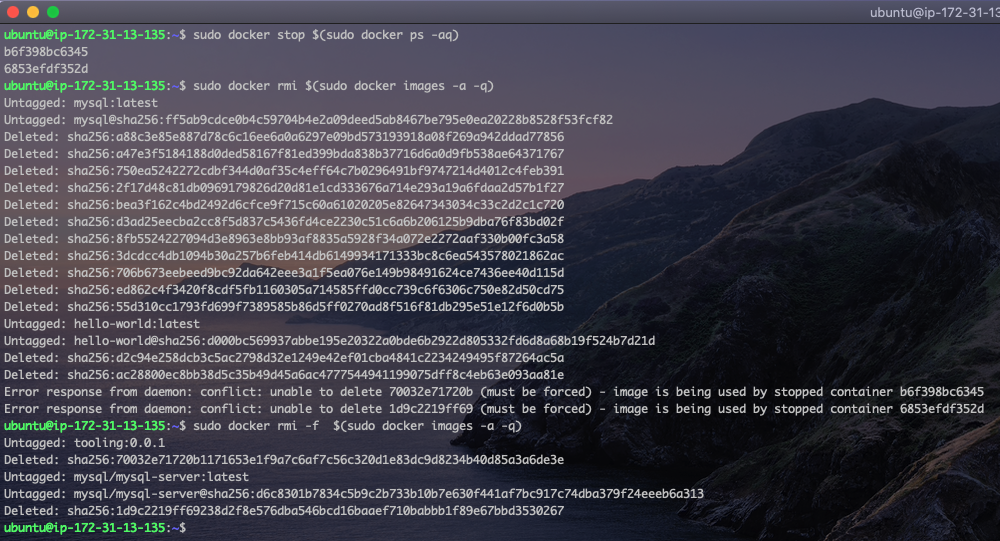 ubuntu@ip-172-31-13
ubuntu@ip-172-31-13-135:~$ sudo docker stop $(sudo docker ps -aq)
b6f398bc6345
6853efdf352d
ubuntu@ip-172-31-13-135:~$ sudo docker rmi $(sudo docker images -a -q)
Untagged: mysql:latest
Untagged: mysql@sha256:ff5ab9cdce0b4c59704b4e2a09deed5ab8467be795e0ea20228b8528f53fcf82
Deleted: sha256:a88c3e85e887d78c6c16ee6a0a6297e09bd573193918a08f269a942ddad77856
Deleted: sha256:a47e3f5184188d0ded58167f81ed399bda838b37716d6a0d9fb538ae64371767
Deleted: sha256:750ea5242272cdbf344d0af35c4eff64c7b0296491bf9747214d4012c4feb391
Deleted: sha256:2f17d48c81db0969179826d20d81e1cd333676a714e293a19a6fdaa2d57b1f27
Deleted: sha256:bea3f162c4bd2492d6cfce9f715c60a61020205e82647343034c33c2d2c1c720
Deleted: sha256:d3ad25eecba2cc8f5d837c5436fd4ce2230c51c6a6b206125b9dba76f83bd02f
Deleted: sha256:8fb5524227094d3e8963e8bb93af8835a5928f34a072e2272aaf330b00fc3a58
Deleted: sha256:3dcdcc4db1094b30a257b6feb414db6149934171333bc8c6ea543578021862ac
Deleted: sha256:706b673eebeed9bc92da642eee3a1f5ea076e149b98491624ce7436ee40d115d
Deleted: sha256:ed862c4f3420f8cdf5fb1160305a714585ffd0cc739c6f6306c750e82d50cd75
Deleted: sha256:55d310cc1793fd699f7389585b86d5ff0270ad8f516f81db295e51e12f6d0b5b
Untagged: hello-world:latest
Untagged: hello-world@sha256:d000bc569937abbe195e20322a0bde6b2922d805332fd6d8a68b19f524b7d21d
Deleted: sha256:d2c94e258dcb3c5ac2798d32e1249e42ef01cba4841c2234249495f87264ac5a
Deleted: sha256:ac28800ec8bb38d5c35b49d45a6ac4777544941199075dff8c4eb63e093aa81e
Error response from daemon: conflict: unable to delete 70032e71720b (must be forced) - image is being used by stopped container b6f398bc6345
Error response from daemon: conflict: unable to delete 1d9c2219ff69 (must be forced) - image is being used by stopped container 6853efdf352d
ubuntu@ip-172-31-13-135:~$ sudo docker rmi -f  $(sudo docker images -a -q)
Untagged: tooling:0.0.1
Deleted: sha256:70032e71720b1171653e1f9a7c6af7c56c320d1e83dc9d8234b40d85a3a6de3e
Untagged: mysql/mysql-server:latest
Untagged: mysql/mysql-server@sha256:d6c8301b7834c5b9c2b733b10b7e630f441af7bc917c74dba379f24eeeb6a313
Deleted: sha256:1d9c2219ff69238d2f8e576dba546bcd16baaef710babbb1f89e67bbd3530267
ubuntu@ip-172-31-13-135:~$